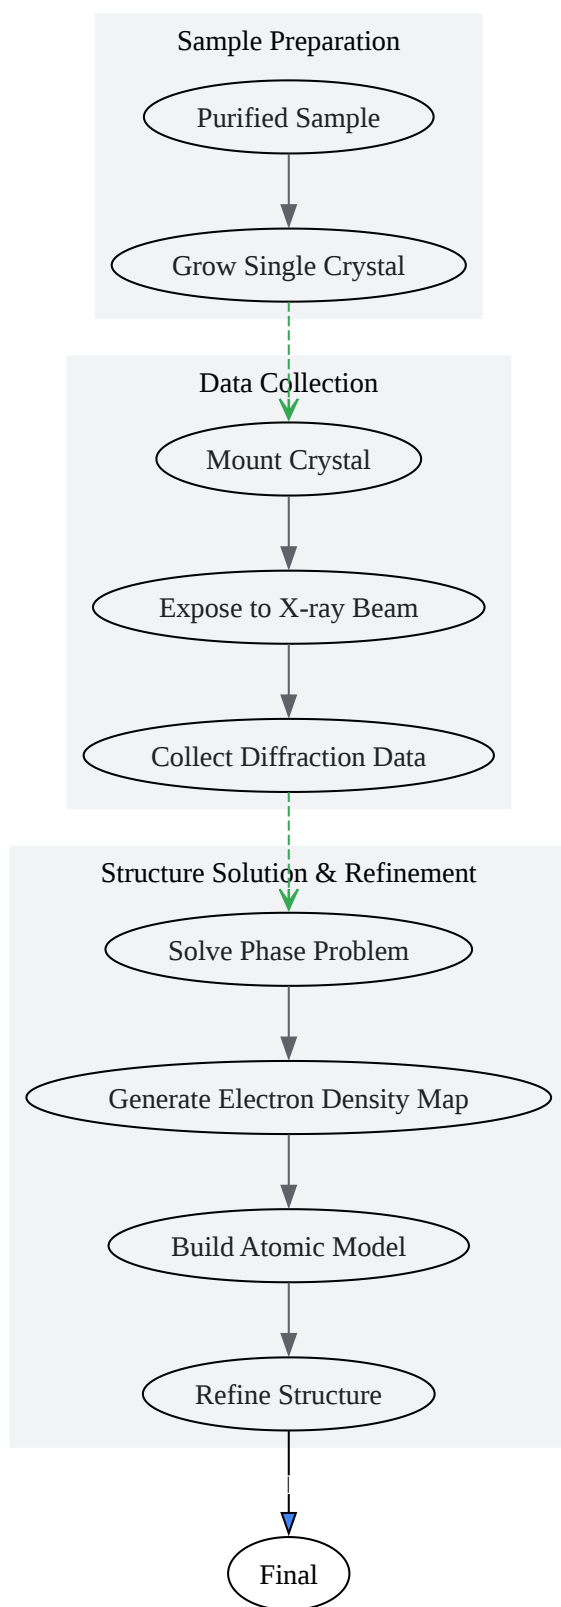 Sample Preparation
Purified Sample
Grow Single Crystal
Data Collection
Mount Crystal
Expose to X-ray Beam
Collect Diffraction Data
Structure Solution & Refinement
Solve Phase Problem
Generate Electron Density Map
Build Atomic Model
Refine Structure
Final